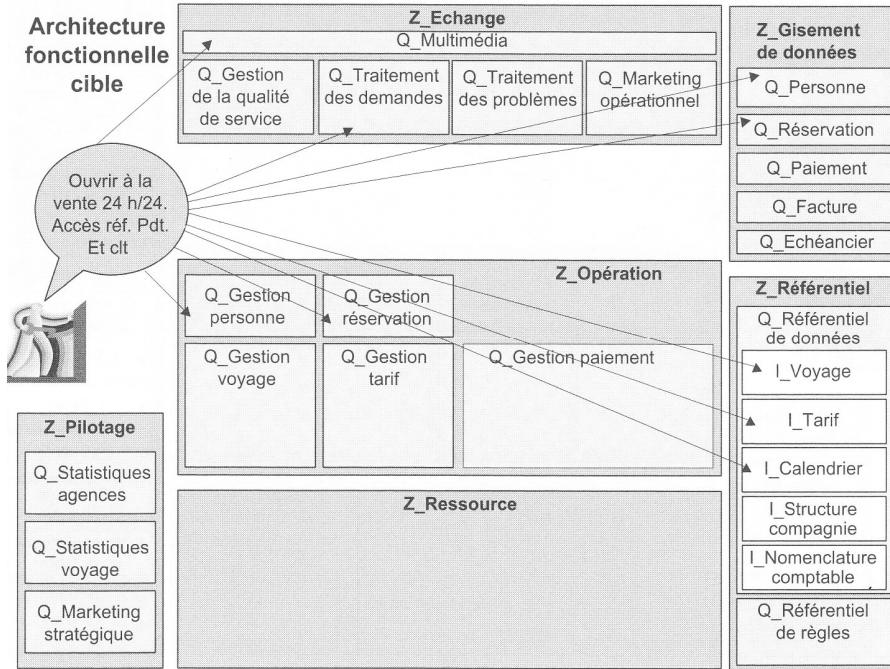 Architecture
fonctionnelle
cible
Z_Echange
Q_Multimédia
Q_Gestion
de la qualité
de service
Q_Traitement
des demandes
Q_Traitement
des problèmes
Q_Marketing
opérationnel
Z_Gisement
de données
Q_Personne
Q_Réservation
Q_Paiement
Q_Facture
Q_Echéancier
Ouvrir à la
vente 24 h/24.
Accès réf. Pdt.
Et clt
Z_Opération
Q_Gestion
personne
Q_Gestion
réservation
Q_Gestion
voyage
Q_Gestion
tarif
Q_Gestion paiement
Z_Référentiel
Q_Référentiel
de données
I_Voyage
I_Tarif
I_Calendrier
I_Structure
compagnie
I_Nomenclature
comptable
Q_Référentiel
de règles
Z_Pilotage
Q_Statistiques
agences
Q_Statistiques
voyage
Q_Marketing
stratégique
Z_Ressource